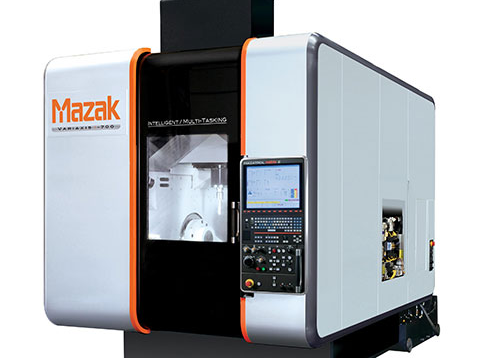 Mazak
VARIAXIS i-700
INTELLIGENT / MULTI-TASKING